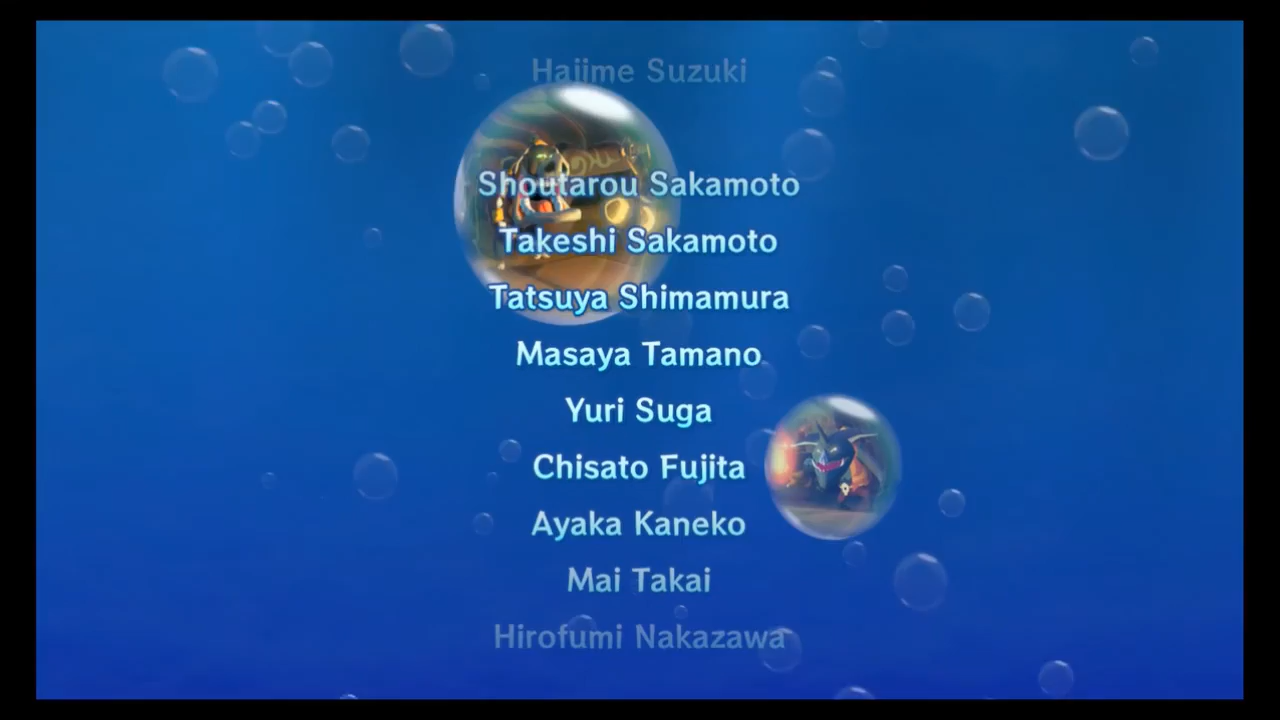 Hajime Suzuki
Shoutarou Sakamoto
Takeshi Sakamoto
Tatsuya Shimamura
Masaya Tamano
Yuri Suga
Chisato Fujita
Ayaka Kaneko
Mai Takai
Hirofumi Nakazawa